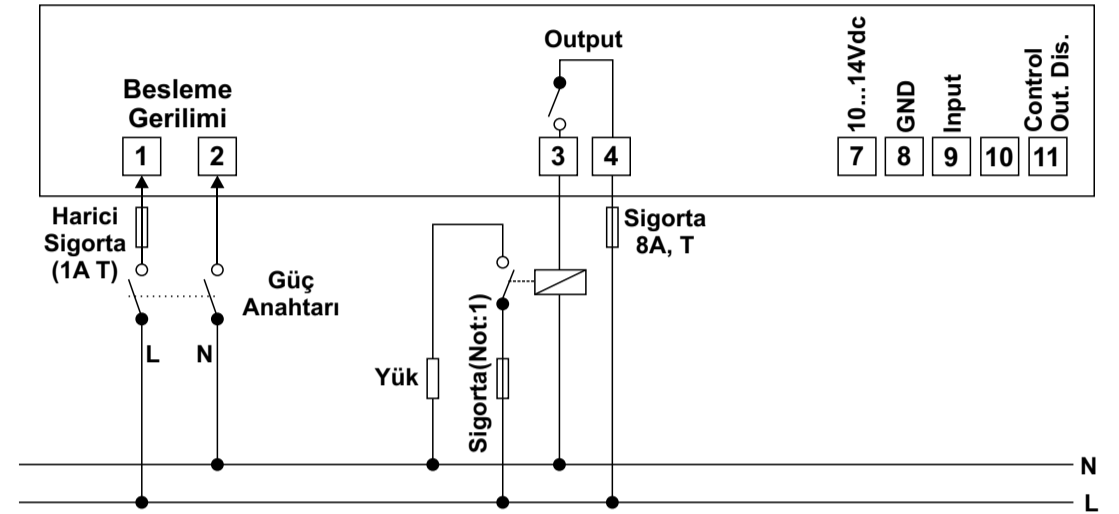 Output
Besleme
Gerilimi
10...14Vdc
GND
Input
Control
Out. Dis.
1
2
3
4
7
8
9
10
11
Harici
Sigorta
(1A T)
Güç
Anahtarı
Sigorta
8A, T
L
N
Yük
Sigorta(Not:1)
N
L